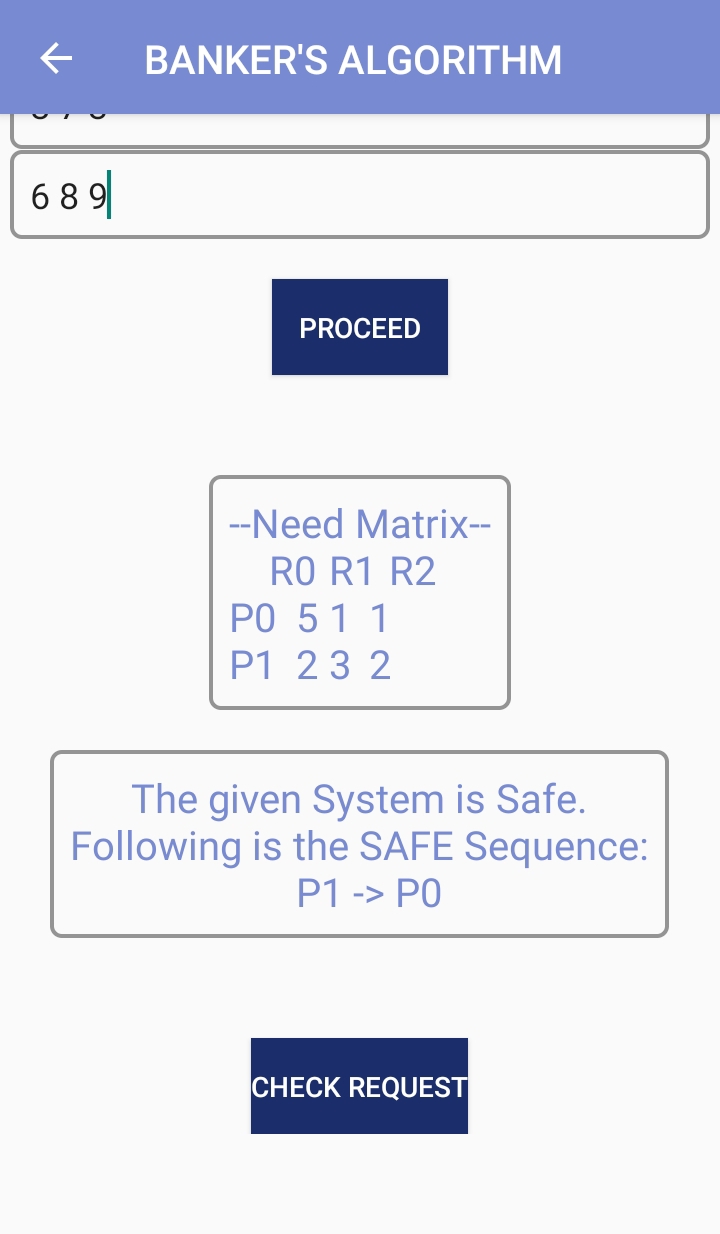 BANKER'S ALGORITHM
6 8 9
PROCEED
--Need Matrix--
R0 R1 R2
P0 5 1 1
P1 2 3 2
The given System is Safe.
Following is the SAFE Sequence:
P1 -> P0
CHECK REQUEST